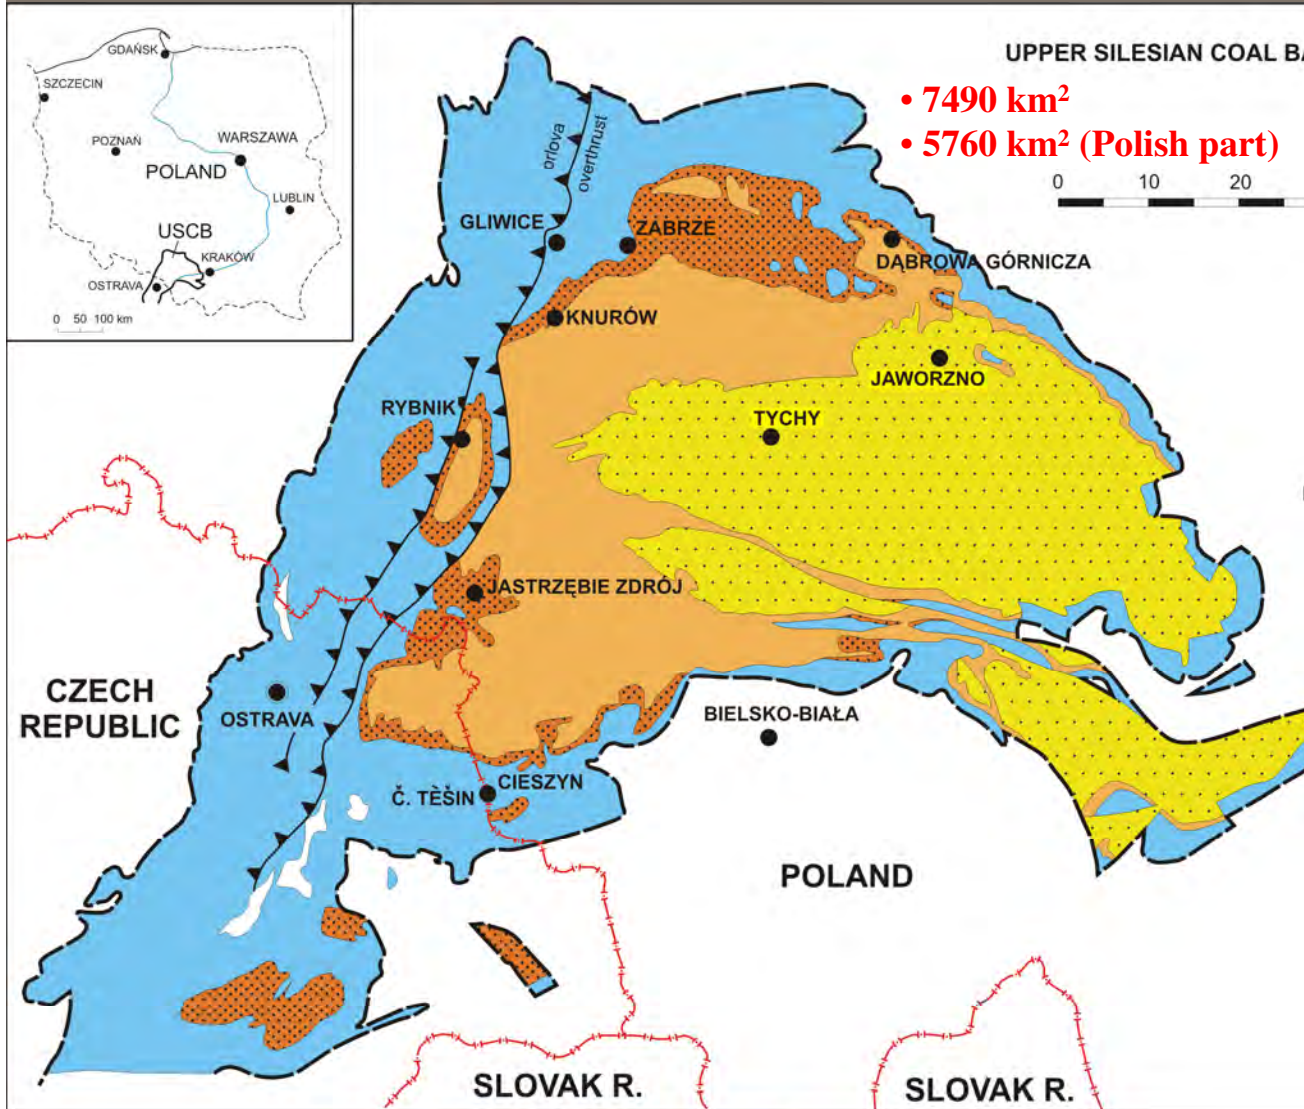 GDAŃSK
SZCZECIN
POZNAŃ
WARSZAWA
POLAND
LUBLIN
USCB
KRAKÓW
OSTRAVA
0 50 100 km
UPPER SILESIAN COAL BA
• 7490 km²
• 5760 km² (Polish part)
0 10 20
orlova
overthrust
GLIWICE
ZABRZE
DĄBROWA GÓRNICZA
KNURÓW
JAWORZNO
RYBNIK
TYCHY
JASTRZĘBIE ZDRÓJ
CZECH
REPUBLIC
OSTRAVA
BIELSKO-BIAŁA
Č. TÈŠIN
CIESZYN
POLAND
SLOVAK R.
SLOVAK R.